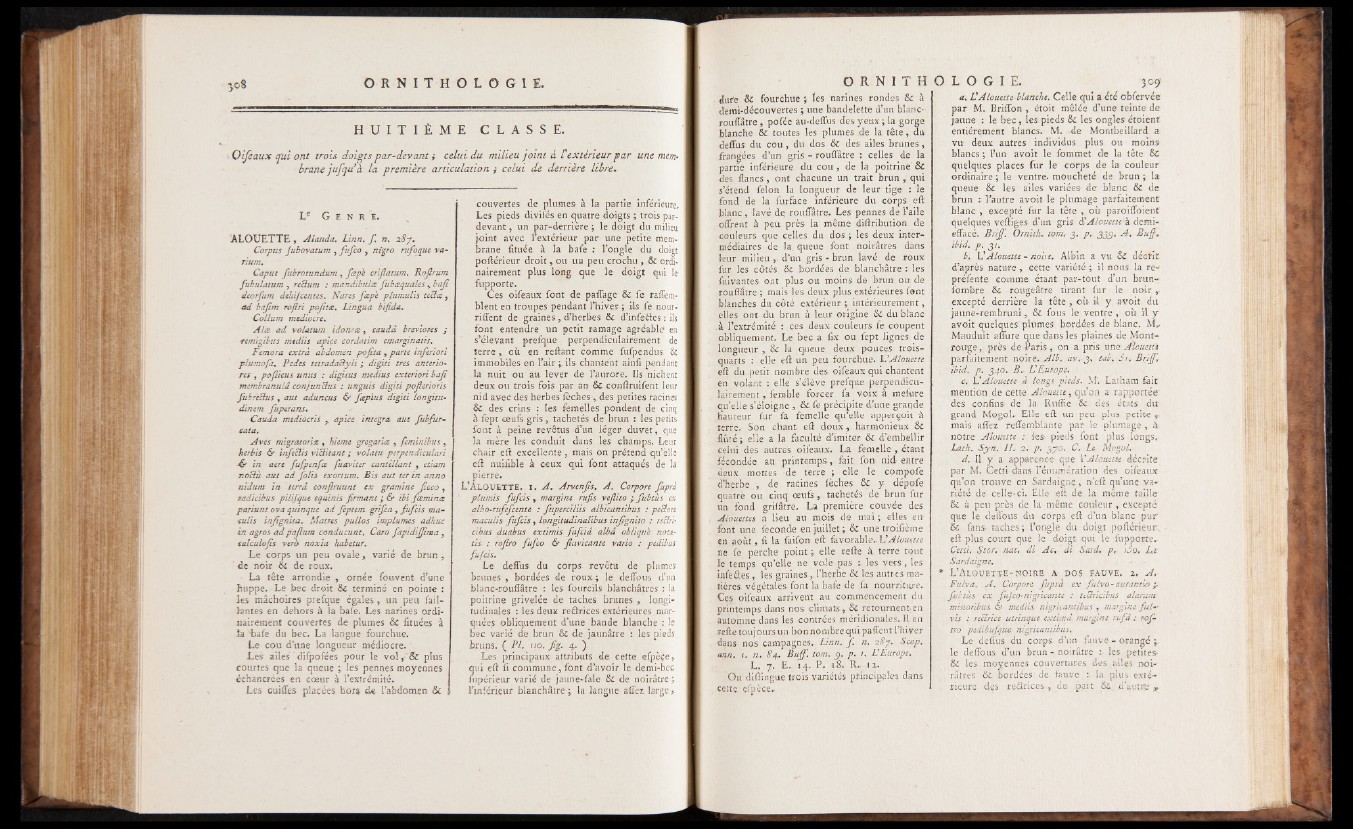 308 ORNITHOLOGIE.
HUITIÈME CLASSE.
Oiſeaux qui ont trois doigts par-devant ; celui du milieu joint à l'extérieur par une mem-
brane juſqu'à la première articulation ; celui de derrière libre.
Lᵉ GENRE.
ALOUETTE, Alauda. Linn. ſ. n. 287.
Corpus ſubovatum, fuſco, nigro rufoque va-
rium.
Caput ſubrotundum, ſæpè criſtatum. Roſtrum
ſubulatum, rectum : mandibulæ ſubæquales, baſi
deorſum dehiſcentes. Nares ſæpè plumulis tectæ,
ad baſim roſtri poſitæ. Lingua bifida.
Collum mediocre.
Alæ ad volatum idoneæ, caudâ breviores ;
remigibus mediis apice cordatim emarginatis.
Femora extrà abdomen poſita, parte inferiori
plumoſa. Pedes tetradactyli ; digiti tres anterio-
res, poſticus unus : digitus medius exteriori baſi
membranulâ conjunctus : unguis digiti poſterioris
ſubrectus, aut aduncus & ſæpius digiti longitu-
dinem ſuperans.
Cauda mediocris, apice integra aut ſubfur-
cata.
Aves migratoriæ, hieme gregariæ, ſeminibus,
herbis & inſectis victitant ; volatu perpendiculari
& in aere ſuſpenſæ ſuaviter cantillant, etiam
noctù aut ad ſolis exortum. Bis aut ter in anno
nidum in terrâ conſtruunt ex gramine ſicco,
radicibus piliſque equinis firmant ; & ibi fœminæ
pariunt ova quinque ad ſeptem griſea, fuſcis ma-
culis inſignita. Matres pullos implumes adhuc
in agros ad paſtum conducunt. Caro ſapidiſſima,
calculoſis verò noxia habetur.
Le corps un peu ovale, varié de brun,
de noir & de roux.
La tête arrondie, ornée ſouvent d'une
huppe. Le bec droit & terminé en pointe :
les mâchoires preſque égales, un peu ſail-
lantes en dehors à la baſe. Les narines ordi-
nairement couvertes de plumes & ſituées à
la baſe du bec. La langue fourchue.
Le cou d'une longueur médiocre.
Les ailes diſpoſées pour le vol, & plus
courtes que la queue ; les pennes moyennes
échancrées en cœur à l'extrémité.
Les cuiſſes placées hors de l'abdomen &
couvertes de plumes à la partie inférieure.
Les pieds diviſés en quatre doigts ; trois par-
devant, un par-derrière ; le doigt du milieu
joint avec l'extérieur par une petite mem-
brane ſituée à la baſe : l'ongle du doigt
poſtérieur droit, ou un peu crochu, & ordi-
nairement plus long que le doigt qui le
ſupporte.
Ces oiſeaux ſont de paſſage & ſe raſſem-
blent en troupes pendant l'hiver ; ils ſe nour-
riſſent de graines, d'herbes & d'inſectes : ils
font entendre un petit ramage agréable en
s'élevant preſque perpendiculairement de
terre, où en reſtant comme ſuſpendus &
immobiles en l'air ; ils chantent ainſi pendant
la nuit ou au lever de l'aurore. Ils nichent
deux ou trois fois par an & conſtruiſent leur
nid avec des herbes ſèches, des petites racines
& des crins : les femelles pondent de cinq
à ſept œufs gris, tachetés de brun : les petits
ſont à peine revêtus d'un léger duvet, que
la mère les conduit dans les champs. Leur
chair eſt excellente, mais on prétend qu'elle
eſt nuiſible à ceux qui ſont attaqués de la
pierre.
L'ALOUETTE. 1. A. Arvenſis. A. Corpore ſuprà
plumis fuſcis, margine rufis veſtito ; ſubtùs ex
albo-rufeſcente : ſuperciliis albicantibus : pectore
maculis fuſcis, longitudinalibus inſignito : rectri-
cibus duabus extimis faſciâ albâ obliquè nota-
tis : roſtro fuſco & flavicante vario : pedibus
fuſcis.
Le deſſus du corps revêtu de plumes
brunes, bordées de roux ; le deſſous d'un
blanc-rouſſâtre : les ſourcils blanchâtres : la
poitrine grivelée de taches brunes, longi-
tudinales : les deux rectrices extérieures mar-
quées obliquement d'une bande blanche : le
bec varié de brun & de jaunâtre : les pieds
bruns. ( Pl. 110. fig. 4. )
Les principaux attributs de cette eſpèce,
qui eſt ſi commune, ſont d'avoir le demi-bec
ſupérieur varié de jaune-ſale & de noirâtre ;
l'inférieur blanchâtre ; la langue aſſez large,
ORNITHOLOGIE. 309
dure & fourchue ; les narines rondes & à
demi-découvertes ; une bandelette d'un blanc-
rouſſâtre, poſée au-deſſus des yeux ; la gorge
blanche & toutes les plumes de la tête, du
deſſus du cou, du dos & des ailes brunes,
frangées d'un gris-rouſſâtre : celles de la
partie inférieure du cou, de la poitrine &
des flancs, ont chacune un trait brun, qui
s'étend ſelon la longueur de leur tige : le
fond de la ſurface inférieure du corps eſt
blanc, lavé de rouſſâtre. Les pennes de l'aile
offrent à peu près la même diſtribution de
couleurs que celles du dos ; les deux inter-
médiaires de la queue ſont noirâtres dans
leur milieu, d'un gris-brun lavé de roux
ſur les côtés & bordées de blanchâtre : les
ſuivantes ont plus ou moins de brun ou de
rouſſâtre ; mais les deux plus extérieures ſont
blanches du côté extérieur ; intérieurement,
elles ont du brun à leur origine & du blanc
à l'extrémité : ces deux couleurs ſe coupent
obliquement. Le bec a ſix ou ſept lignes de
longueur, & la queue deux pouces trois-
quarts : elle eſt un peu fourchue. L'Alouette
eſt du petit nombre des oiſeaux qui chantent
en volant : elle s'élève preſque perpendicu-
lairement, ſemble forcer ſa voix à meſure
qu'elle s'éloigne, & ſe précipite d'une grande
hauteur ſur ſa femelle qu'elle apperçoit à
terre. Son chant eſt doux, harmonieux &
flûté ; elle a la faculté d'imiter & d'embellir
celui des autres oiſeaux. La femelle, étant
fécondée au printemps, fait ſon nid entre
deux mottes de terre ; elle le compoſe
d'herbe, de racines ſèches & y dépoſe
quatre ou cinq œufs, tachetés de brun ſur
un fond griſâtre. La première couvée des
Alouettes a lieu au mois de mai ; elles en
font une ſeconde en juillet ; & une troiſième
en août, ſi la ſaiſon eſt favorable. L'Alouette
ne ſe perche point ; elle reſte à terre tout
le temps qu'elle ne vole pas : les vers, les
inſectes, les graines, l'herbe & les autres ma-
tières végétales font la baſe de ſa nourriture.
Ces oiſeaux arrivent au commencement du
printemps dans nos climats, & retournent en
automne dans les contrées méridionales. Il en
reſte toujours un bon nombre qui paſſent l'hiver
dans nos campagnes. Linn. ſ. n. 287. Scop.
ann. 1. n. 84. Buff. tom. 9. p. 1. L'Europe.
L. 7. E. 14. P. 18. R. 12.
On diſtingue trois variétés principales dans
cette eſpèce.
a. L'Alouette blanche. Celle qui a été obſervée
par M. Briſſon, étoit mêlée d'une teinte de
jaune : le bec, les pieds & les ongles étoient
entiérement blancs. M. de Montbeillard a
vu deux autres individus plus ou moins
blancs ; l'un avoit le ſommet de la tête &
quelques places ſur le corps de la couleur
ordinaire ; le ventre moucheté de brun ; la
queue & les ailes variées de blanc & de
brun : l'autre avoit le plumage parfaitement
blanc, excepté ſur la tête, où paroiſſoient
quelques veſtiges d'un gris d'Alouette à demi-
effacé. Briſſ. Ornith. tom. 3. p. 339. A. Buff.
ibid. p. 31.
b. L'Alouette-noire. Albin a vu & décrit
d'après nature, cette variété ; il nous la re-
préſente comme étant par-tout d'un brun-
ſombre & rougeâtre tirant ſur le noir,
excepté derrière la tête, où il y avoit du
jaune-rembruni, & ſous le ventre, où il y
avoit quelques plumes bordées de blanc. M.
Mauduit aſſure que dans les plaines de Mont-
rouge, près de Paris, on a pris une Alouette
parfaitement noire. Alb. av. 3. tab. 51. Briſſ.
ibid. p. 340. B. L'Europe.
c. L'Alouette à longs pieds. M. Latham fait
mention de cette Alouette, qu'on a rapportée
des confins de la Ruſſie & des états du
grand Mogol. Elle eſt un peu plus petite,
mais aſſez reſſemblante par le plumage, à
notre Alouette : les pieds ſont plus longs.
Lath. Syn. II. 2. p. 370. C. Le Mogol.
d. Il y a apparence que l'Alouette décrite
par M. Cetti dans l'énumération des oiſeaux
qu'on trouve en Sardaigne, n'eſt qu'une va-
riété de celle-ci. Elle eſt de la même taille
& à peu près de la même couleur, excepté
que le deſſous du corps eſt d'un blanc pur
& ſans taches ; l'ongle du doigt poſtérieur,
eſt plus court que le doigt qui le ſupporte.
Cetti. Stor. nat. di Sard. p. La
Sardaigne.
* L'ALOUETTE-NOIRE A DOS FAUVE. 2. A.
Fulva. A. Corpore ſuprà ex fulvo-aurantio ;
ſubtùs ex fuſco-nigricante : tectricibus alarum
minoribus & mediis nigricantibus, margine ful-
vis : rectrice utrinque extimâ margine rufâ : roſ-
tro pedibuſque nigricantibus.
Le deſſus du corps d'un fauve-orangé ;
le deſſous d'un brun-noirâtre : les petites
& les moyennes couvertures des ailes noi-
râtres & bordées de fauve : la plus exté-
rieure des rectrices, de part & d'autre,